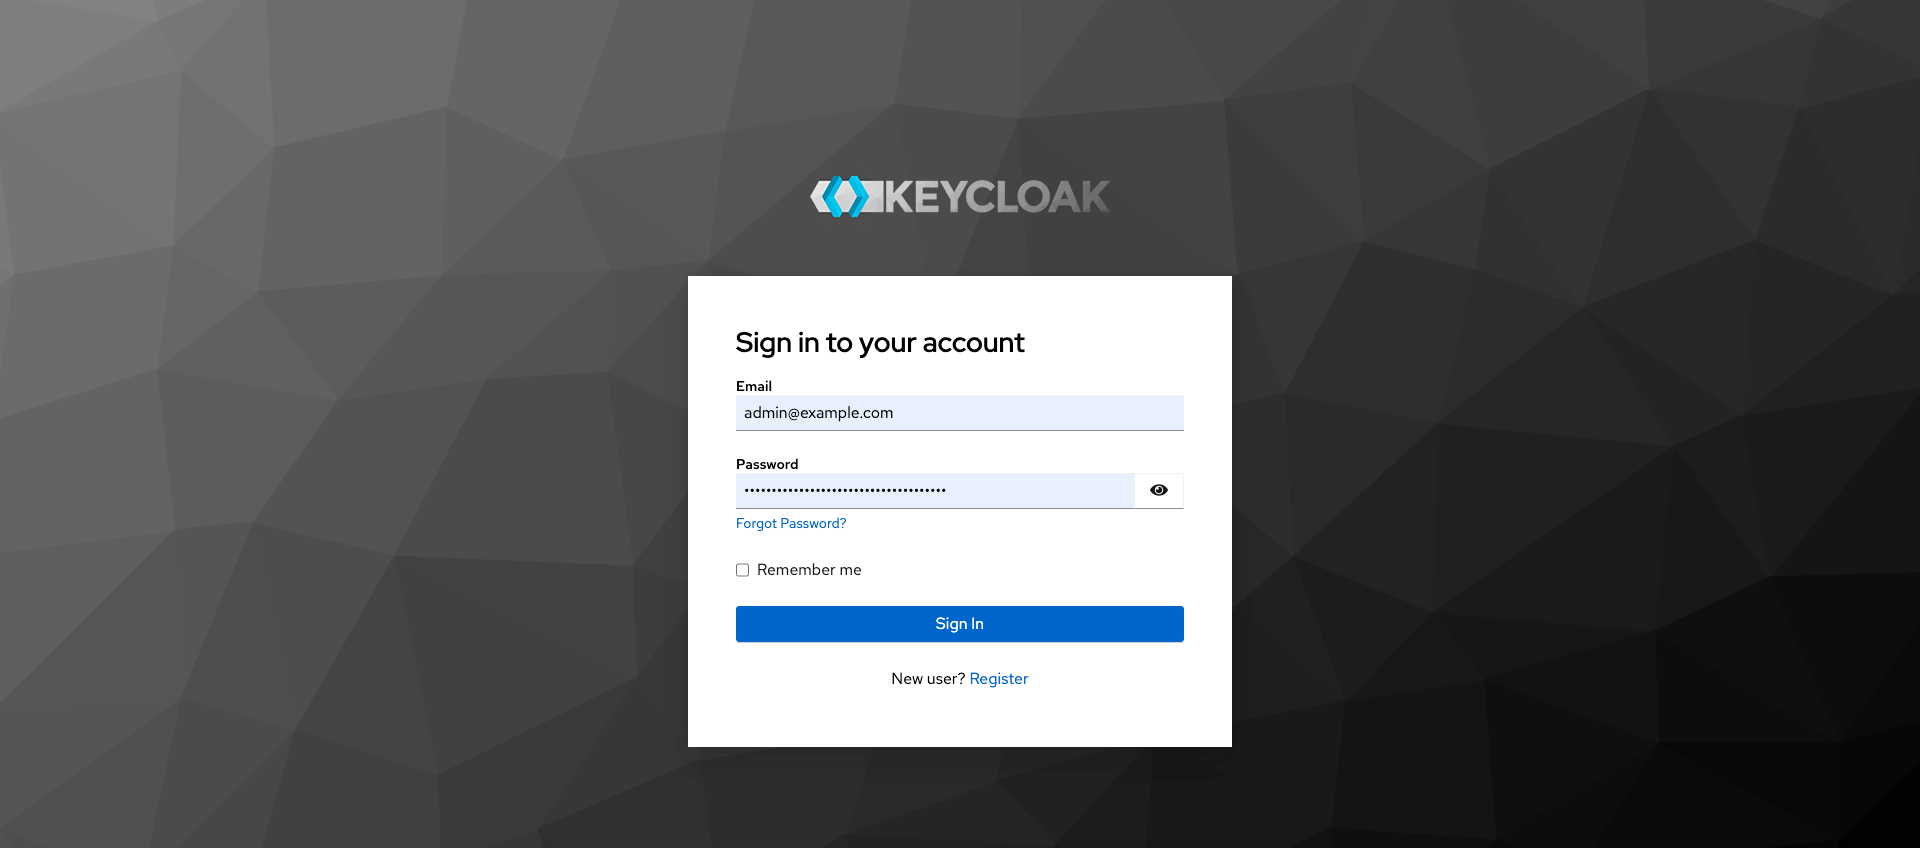 KEYCLOAK
Sign in to your account
Email
admin@example.com
Password
•••••••••••••••••••••••••••••••••••••
Forgot Password?
Remember me
Sign In
New user? Register